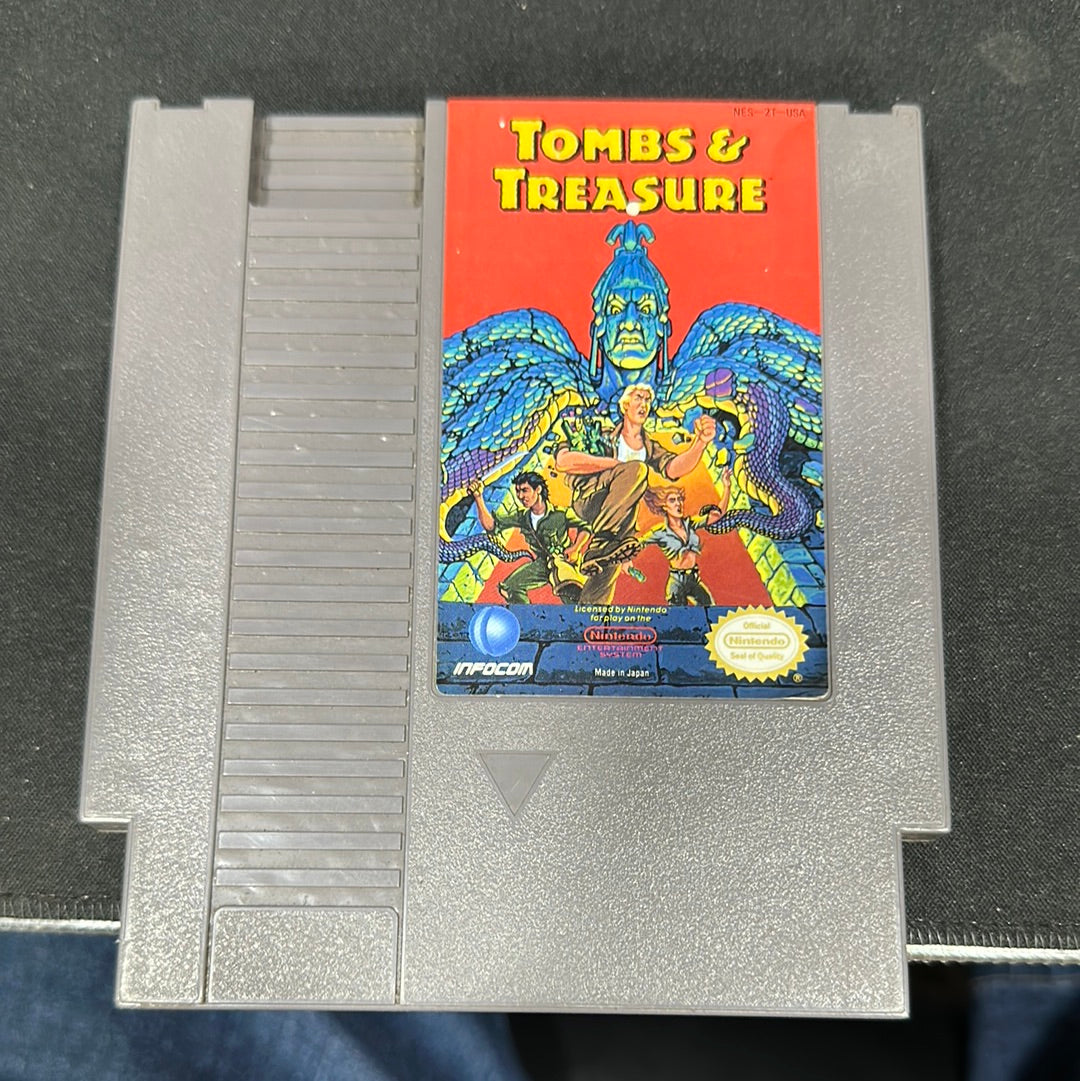 NES-2T-USA
TOMBS &
TREASURE
Licensed by Nintendo
for play on the
Nintendo
ENTERTAINMENT
SYSTEM
Made in Japan
INFOCOM
Official
Nintendo
Seal of Quality
®